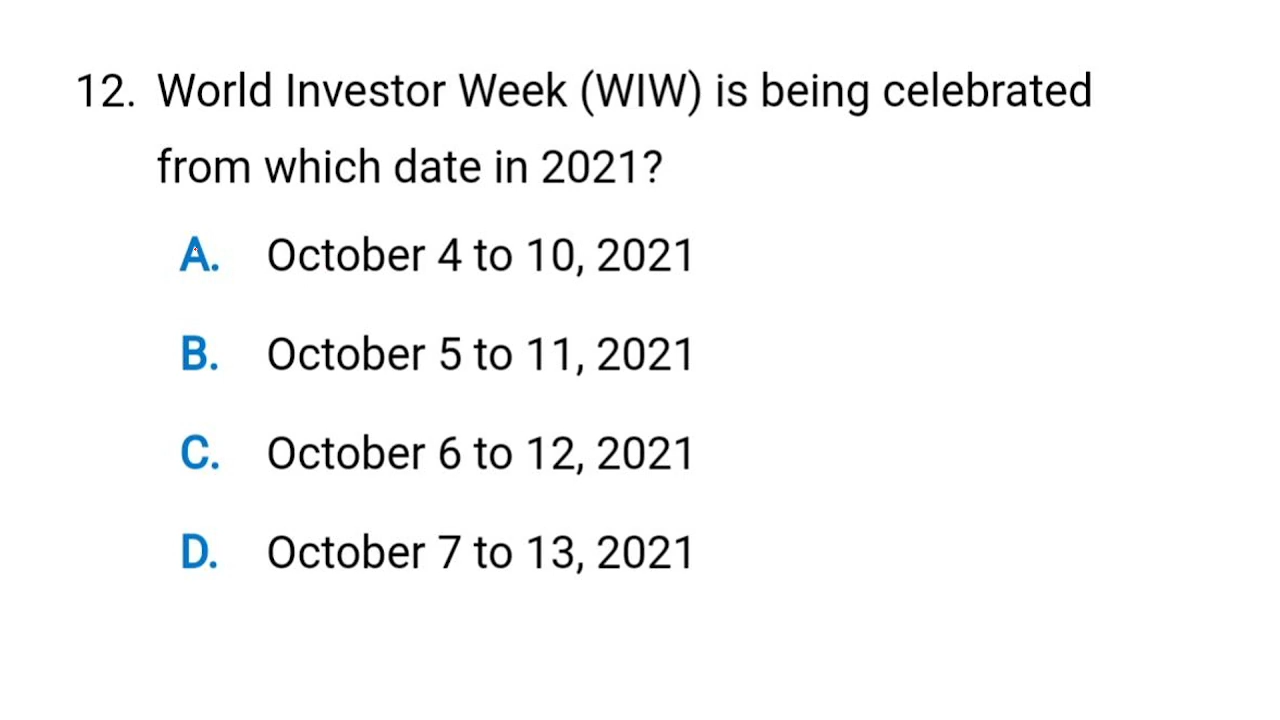 12. World Investor Week (WIW) is being celebrated
from which date in 2021?
A. October 4 to 10, 2021
B. October 5 to 11, 2021
C. October 6 to 12, 2021
D. October 7 to 13, 2021